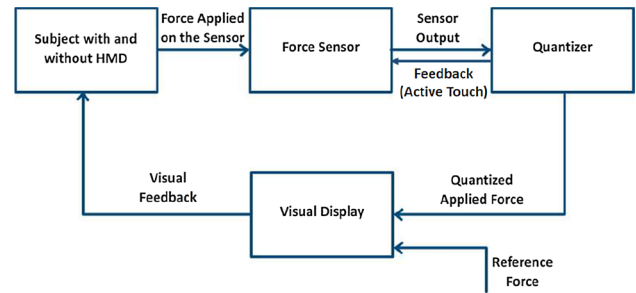 Force Applied
on the Sensor
Sensor
Output
Subject with and
without HMD
Force Sensor
Quantizer
Feedback
(Active Touch)
Visual
Feedback
Visual Display
Quantized
Applied Force
Reference
Force